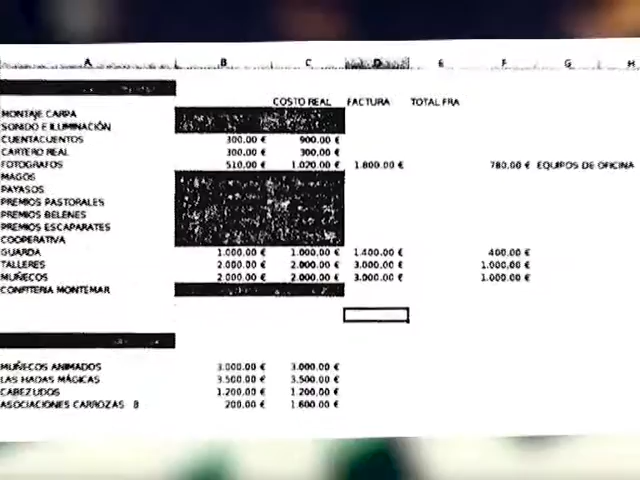 A B C D E F G H
COSTO REAL FACTURA TOTAL FRA
MONTAJE CARPA
SONIDO E ILUMINACIÓN
CUENTACUENTOS 300.00 € 900.00 €
CARTERO REAL 300.00 € 300.00 €
FOTOGRAFOS 510.00 € 1.020.00 € 1.800.00 € 780.00 € EQUIPOS DE OFICINA
MAGOS
PAYASOS
PREMIOS PASTORALES
PREMIOS BELENES
PREMIOS ESCAPARATES
COOPERATIVA
GUARDA 1.000.00 € 1.000.00 € 1.400.00 € 400.00 €
TALLERES 2.000.00 € 2.000.00 € 3.000.00 € 1.000.00 €
MUÑECOS 2.000.00 € 2.000.00 € 3.000.00 € 1.000.00 €
CONFITERIA MONTEMAR
MUÑECOS ANIMADOS 3.000.00 € 3.000.00 €
LAS HADAS MÁGICAS 3.500.00 € 3.500.00 €
CABEZUDOS 1.200.00 € 1.200.00 €
ASOCIACIONES CARROZAS 8 200.00 € 1.600.00 €